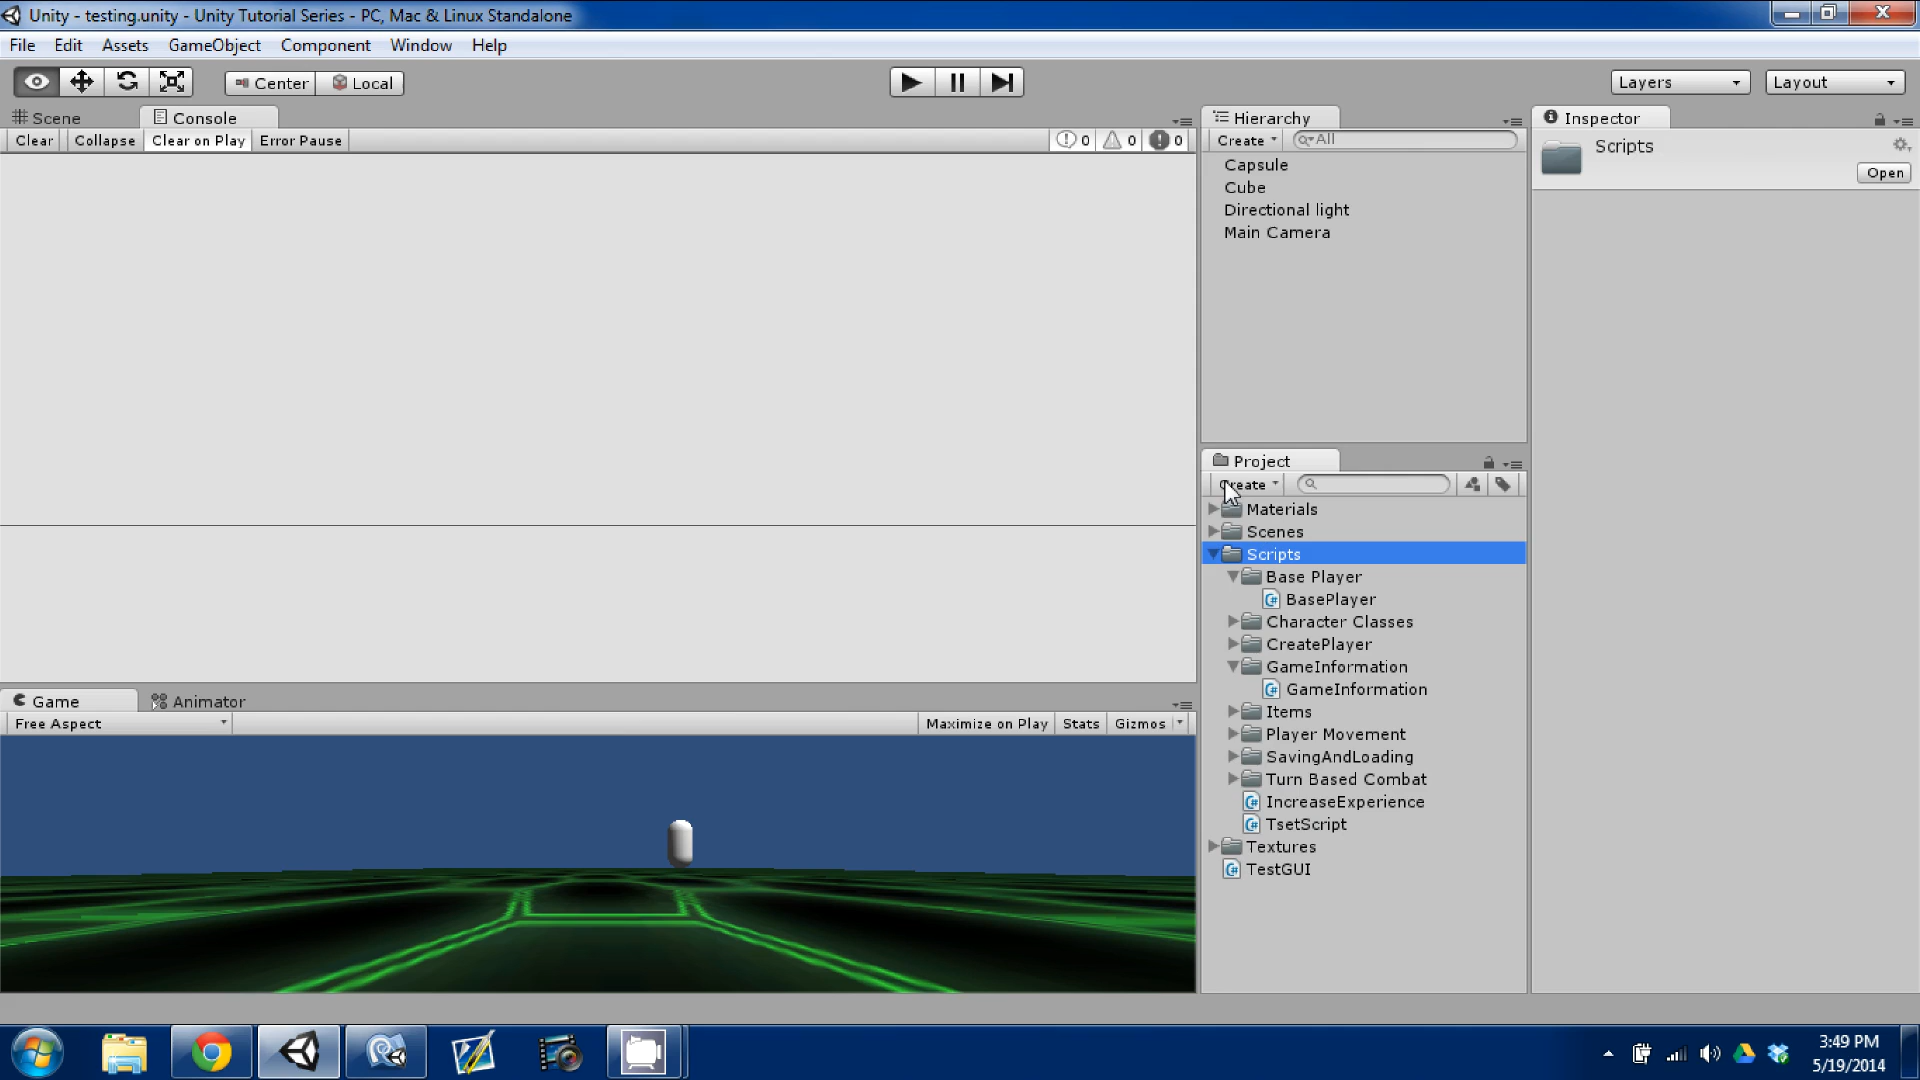 Unity - testing.unity - Unity Tutorial Series - PC, Mac & Linux Standalone
File Edit Assets GameObject Component Window Help
Center Local Layers Layout
Scene Console
Clear Collapse Clear on Play Error Pause 0 0 0
Hierarchy
Create All
Capsule
Cube
Directional light
Main Camera
Inspector
Scripts
Open
Project
Create
Materials
Scenes
Scripts
Base Player
BasePlayer
Character Classes
CreatePlayer
GameInformation
GameInformation
Items
Player Movement
SavingAndLoading
Turn Based Combat
IncreaseExperience
TsetScript
Textures
TestGUI
Game Animator
Free Aspect Maximize on Play Stats Gizmos
3:49 PM
5/19/2014